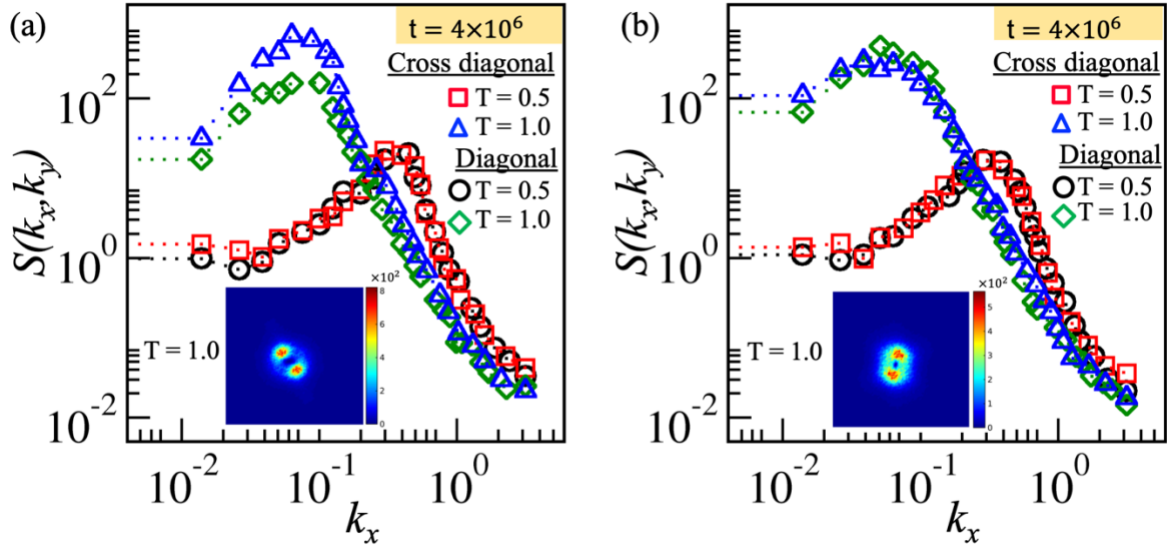 (a)
t = 4×10⁶
Cross diagonal
T = 0.5
T = 1.0
Diagonal
T = 0.5
T = 1.0
S(kₓ,k_y)
10²
10⁰
10⁻²
T = 1.0
×10²
8
6
4
2
0
10⁻²
10⁻¹
10⁰
kₓ
(b)
t = 4×10⁶
Cross diagonal
T = 0.5
T = 1.0
Diagonal
T = 0.5
T = 1.0
S(kₓ,k_y)
10²
10⁰
10⁻²
T = 1.0
×10²
5
4
3
2
1
0
10⁻²
10⁻¹
10⁰
kₓ